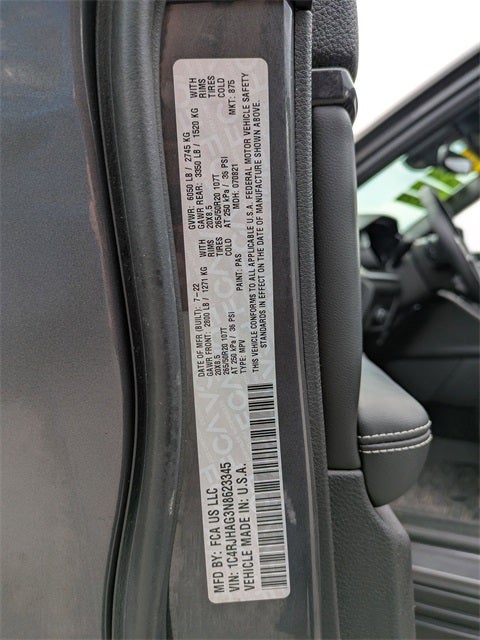 MFD BY: FCA US LLC
VIN: 1C4RJHAG3N8623345
VEHICLE MADE IN: U.S.A.
DATE OF MFR (BUILT): 7-22
GAWR FRONT: 2800 LB / 1271 KG WITH
20X8.5 RIMS
265/50R20 107T TIRES
AT 250 kPa / 36 PSI COLD
TYPE: MPV PAINT: PAS
GVWR: 6050 LB / 2745 KG
GAWR REAR: 3350 LB / 1520 KG WITH
20X8.5 RIMS
265/50R20 107T TIRES
AT 250 kPa / 36 PSI COLD
MDH: 070821 MKT: 875
THIS VEHICLE CONFORMS TO ALL APPLICABLE U.S.A. FEDERAL MOTOR VEHICLE SAFETY
STANDARDS IN EFFECT ON THE DATE OF MANUFACTURE SHOWN ABOVE.